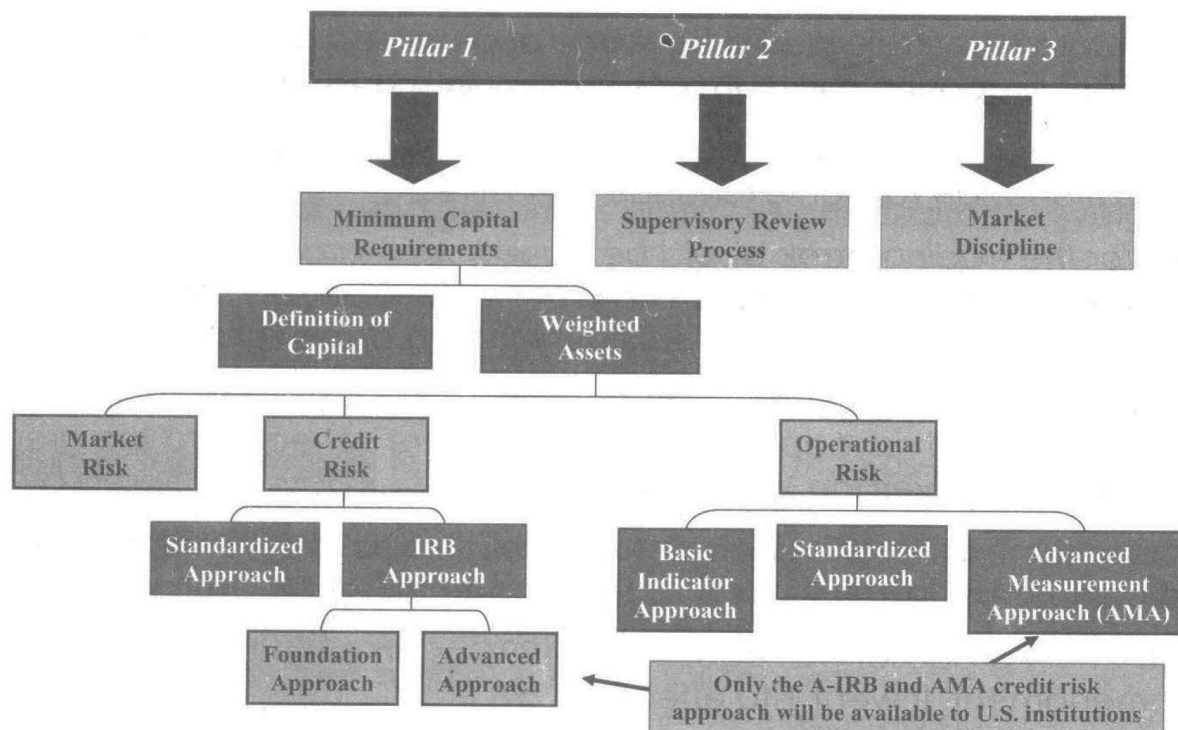 Pillar 1
Pillar 2
Pillar 3
Minimum Capital
Requirements
Supervisory Review
Process
Market
Discipline
Definition of
Capital
Weighted
Assets
Market
Risk
Credit
Risk
Operational
Risk
Standardized
Approach
IRB
Approach
Basic
Indicator
Approach
Standardized
Approach
Advanced
Measurement
Approach (AMA)
Foundation
Approach
Advanced
Approach
Only the A-IRB and AMA credit risk
approach will be available to U.S. institutions